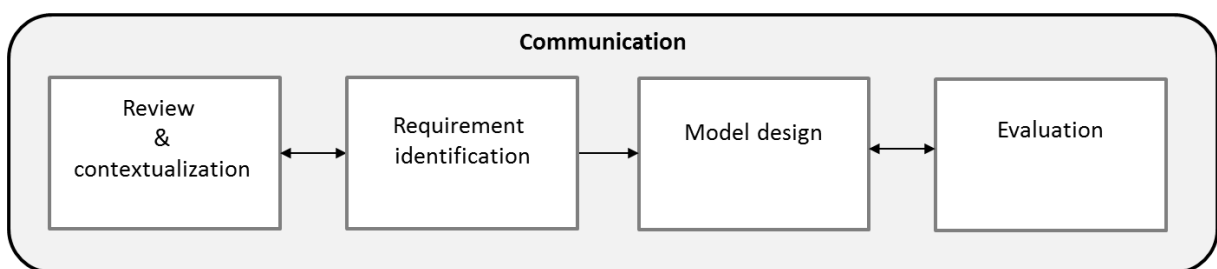 Communication
Review
&
contextualization
Requirement
identification
Model design
Evaluation